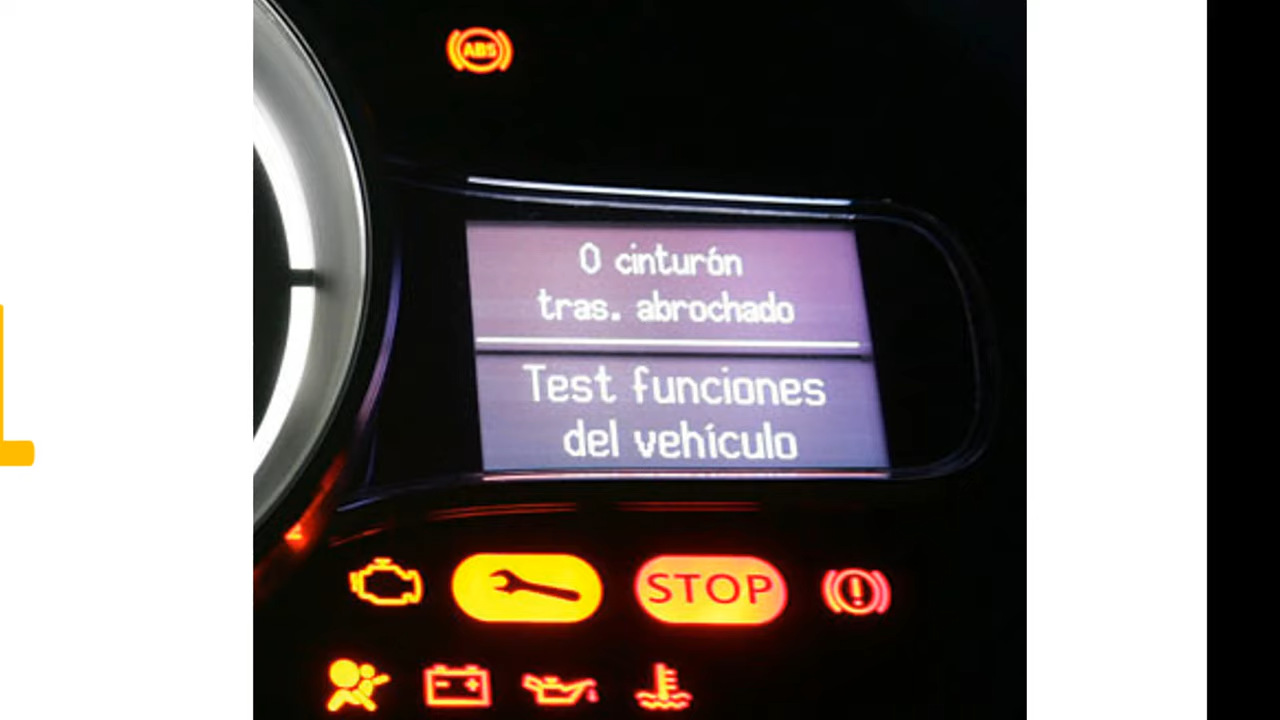 ABS
0 cinturón
tras. abrochado
Test funciones
del vehículo
STOP